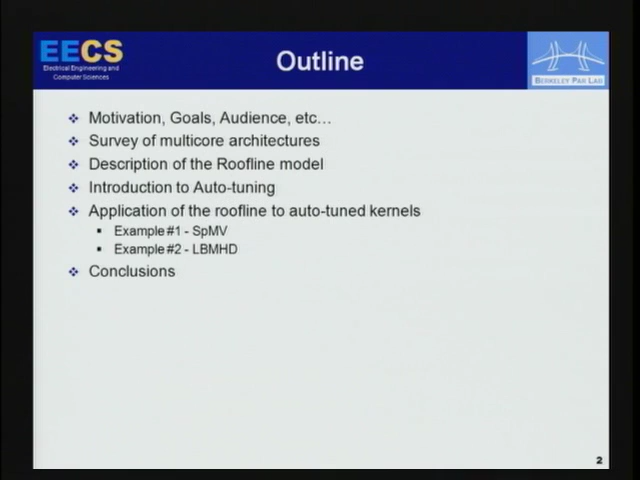 EECS
Electrical Engineering and
Computer Sciences
Outline
BERKELEY PAR LAB
Motivation, Goals, Audience, etc…
Survey of multicore architectures
Description of the Roofline model
Introduction to Auto-tuning
Application of the roofline to auto-tuned kernels
Example #1 - SpMV
Example #2 - LBMHD
Conclusions
2